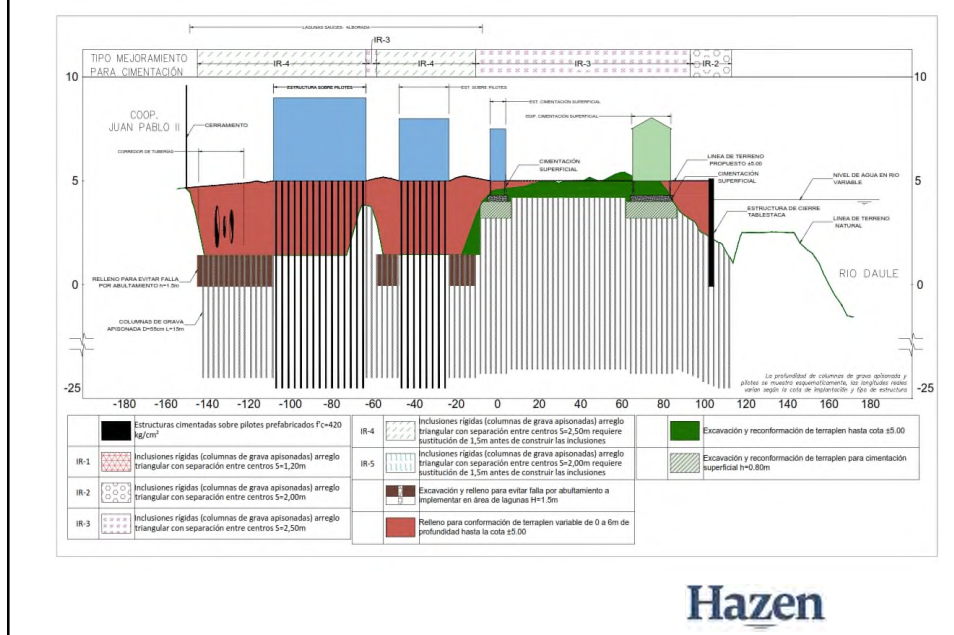 LAGUNAS SAUCES- ALBORADA
IR-3
TIPO MEJORAMIENTO
PARA CIMENTACIÓN
IR-4
IR-4
IR-3
IR-2
10
10
ESTRUCTURA SOBRE PILOTES
EST. SOBRE PILOTES
EST. CIMENTACIÓN SUPERFICIAL
COOP.
JUAN PABLO II
CERRAMIENTO
CORREDOR DE TUBERÍAS
CIMENTACIÓN
SUPERFICIAL
LINEA DE TERRENO
PROPUESTO ±5.00
CIMENTACIÓN
SUPERFICIAL
NIVEL DE AGUA EN RIO
VARIABLE
5
5
ESTRUCTURA DE CIERRE
TABLESTACA
LINEA DE TERRENO
NATURAL
RIO DAULE
RELLENO PARA EVITAR FALLA
POR ABULTAMIENTO h=1.5m
0
0
COLUMNAS DE GRAVA
APISONADA D=55cm L=15m
La profundidad de columnas de grava apisonada y
pilotes se muestra esquemáticamente, las longitudes reales
varían según la cota de implantación y tipo de estructura
-25
-25
-180 -160 -140 -120 -100 -80 -60 -40 -20 0 20 40 60 80 100 120 140 160 180
Estructuras cimentadas sobre pilotes prefabricados f'c=420
kg/cm²
IR-1
Inclusiones rígidas (columnas de grava apisonadas) arreglo
triangular con separación entre centros S=1,20m
IR-2
Inclusiones rígidas (columnas de grava apisonadas) arreglo
triangular con separación entre centros S=2,00m
IR-3
Inclusiones rígidas (columnas de grava apisonadas) arreglo
triangular con separación entre centros S=2,50m
IR-4
Inclusiones rígidas (columnas de grava apisonadas) arreglo
triangular con separación entre centros S=2,50m requiere
sustitución de 1,5m antes de construir las inclusiones
IR-5
Inclusiones rígidas (columnas de grava apisonadas) arreglo
triangular con separación entre centros S=2,00m requiere
sustitución de 1,5m antes de construir las inclusiones
Excavación y relleno para evitar falla por abultamiento a
implementar en área de lagunas H=1.5m
Relleno para conformación de terraplen variable de 0 a 6m de
profundidad hasta la cota ±5.00
Excavación y reconformación de terraplen hasta cota ±5.00
Excavación y reconformación de terraplen para cimentación
superficial h=0.80m
Hazen